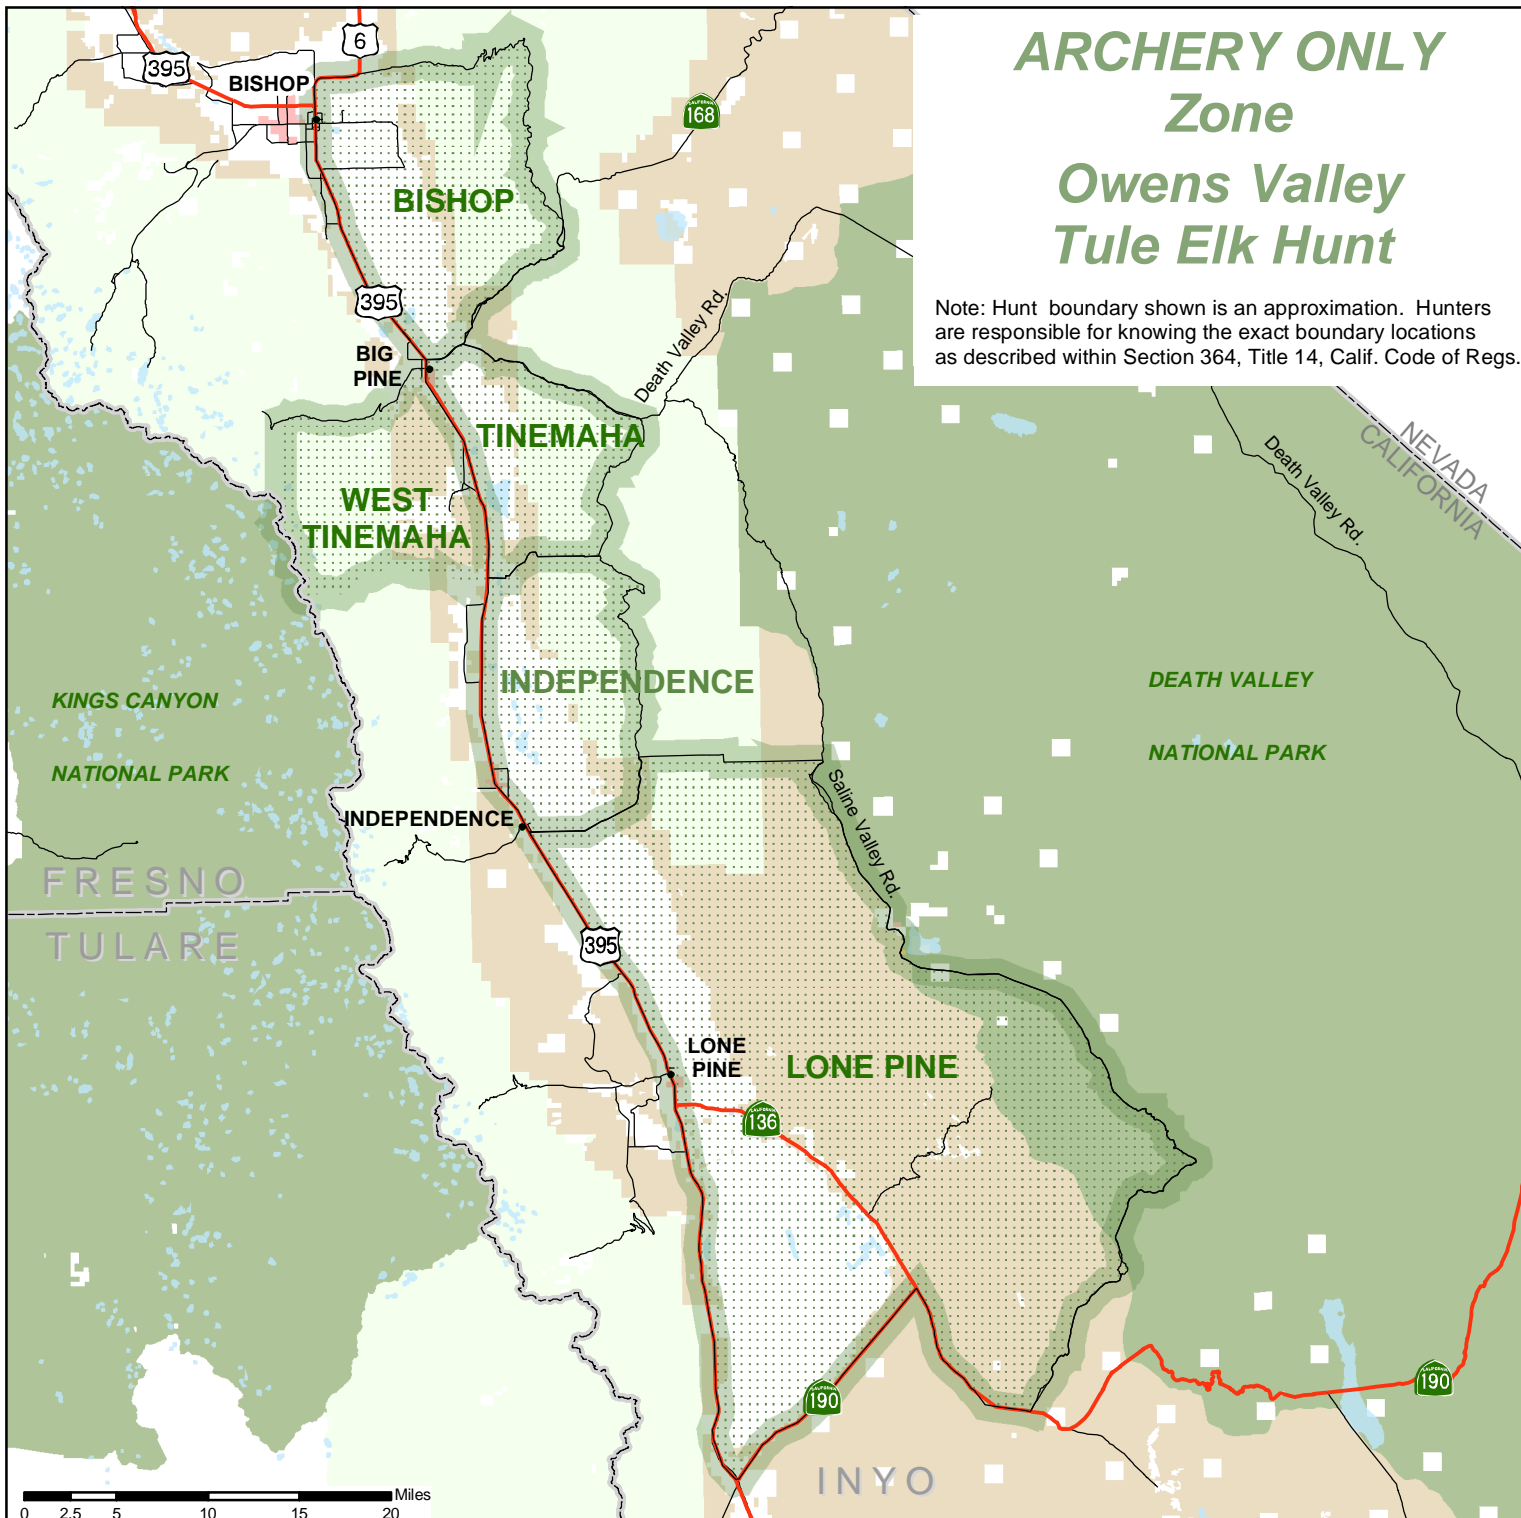 ARCHERY ONLY
Zone
Owens Valley
Tule Elk Hunt
Note: Hunt boundary shown is an approximation. Hunters
are responsible for knowing the exact boundary locations
as described within Section 364, Title 14, Calif. Code of Regs.
6
395
BISHOP
CALIFORNIA
168
BISHOP
395
BIG
PINE
Death Valley Rd.
TINEMAHA
WEST
TINEMAHA
NEVADA
CALIFORNIA
Death Valley Rd.
INDEPENDENCE
KINGS CANYON
NATIONAL PARK
DEATH VALLEY
NATIONAL PARK
INDEPENDENCE
Saline Valley Rd.
FRESNO
TULARE
395
LONE
PINE
LONE PINE
CALIFORNIA
136
CALIFORNIA
190
CALIFORNIA
190
INYO
Miles
0 2.5 5 10 15 20